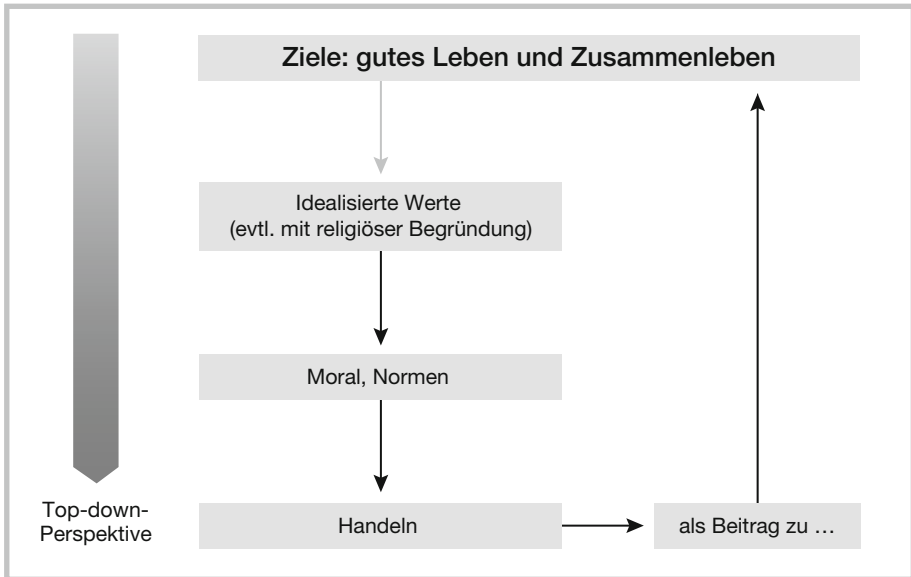 Ziele: gutes Leben und Zusammenleben
Idealisierte Werte
(evtl. mit religiöser Begründung)
Moral, Normen
Top-down-
Perspektive
Handeln
als Beitrag zu …